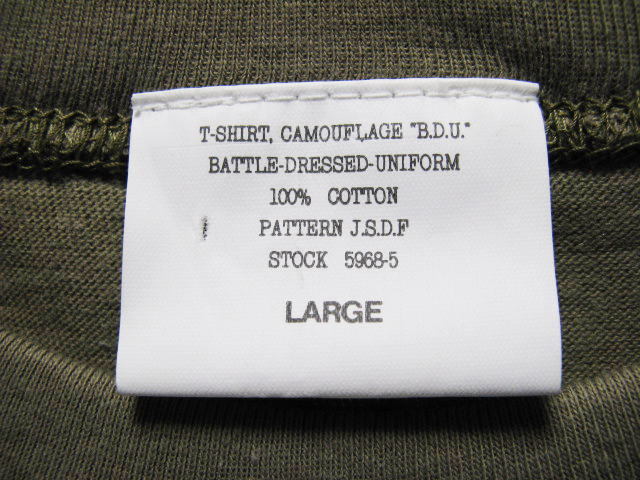 T-SHIRT, CAMOUFLAGE "B.D.U."
BATTLE-DRESSED-UNIFORM
100% COTTON
PATTERN J.S.D.F
STOCK 5968-5
LARGE